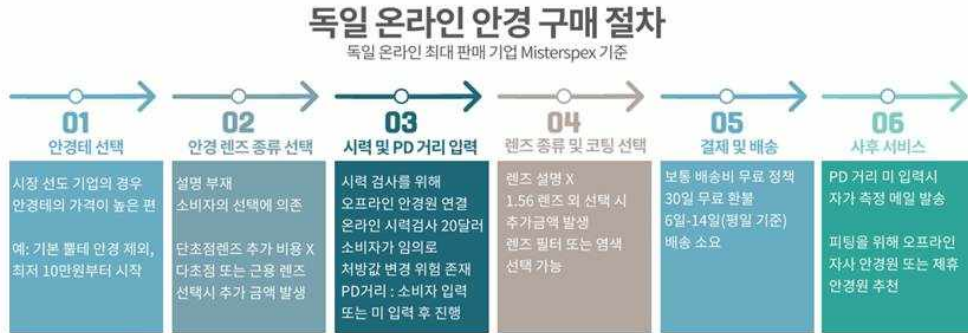 독일 온라인 안경 구매 절차
독일 온라인 최대 판매 기업 Misterspex 기준
01
안경테 선택
시장 선도 기업의 경우
안경테의 가격이 높은 편
예: 기본 뿔테 안경 제외,
최저 10만원부터 시작
02
안경 렌즈 종류 선택
설명 부재
소비자의 선택에 의존
단초점렌즈 추가 비용 X
다초점 또는 근용 렌즈
선택시 추가 금액 발생
03
시력 및 PD 거리 입력
시력 검사를 위해
오프라인 안경원 연결
온라인 시력검사 20달러
소비자가 임의로
처방값 변경 위험 존재
PD거리 : 소비자 입력
또는 미 입력 후 진행
04
렌즈 종류 및 코팅 선택
렌즈 설명 X
1.56 렌즈 외 선택 시
추가금액 발생
렌즈 필터 또는 염색
선택 가능
05
결제 및 배송
보통 배송비 무료 정책
30일 무료 환불
6일-14일(평일 기준)
배송 소요
06
사후 서비스
PD 거리 미 입력시
자가 측정 메일 발송
피팅을 위해 오프라인
자사 안경원 또는 제휴
안경원 추천